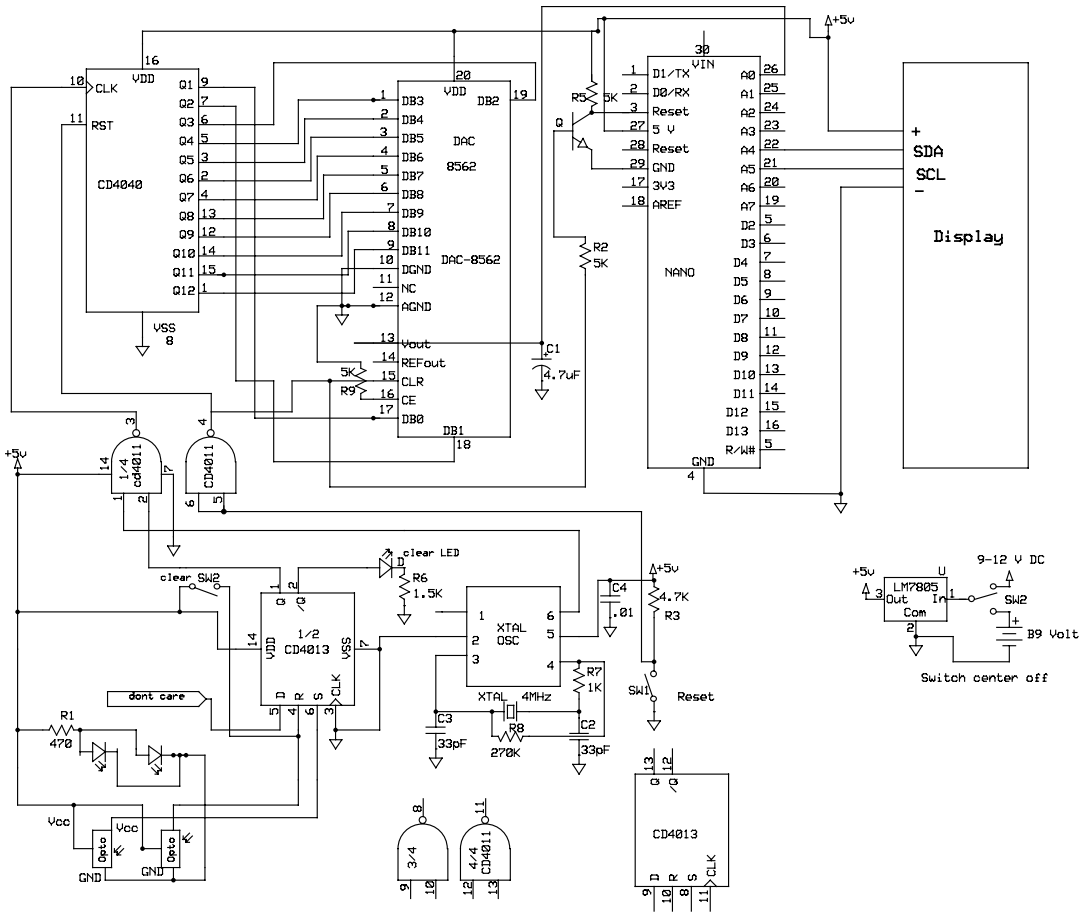 +5v
16
VDD
10
CLK
11
RST
CD4040
Q1 9
Q2 7
Q3 6
Q4 5
Q5 3
Q6 2
Q7 4
Q8 13
Q9 12
Q10 14
Q11 15
Q12 1
VSS
8
20
VDD
DB2 19
1 DB3
2 DB4
3 DB5
4 DB6
5 DB7
6 DB8
7 DB9
8 DB10
9 DB11
10 DGND
11 NC
12 AGND
13 Vout
14 REFout
15 CLR
16 CE
17 DB0
DB1
18
DAC
8562
DAC-8562
5K
R9
C1
+
4.7uF
R5 5K
Q
R2
5K
30
VIN
1 D1/TX
2 D0/RX
3 Reset
27 5 V
28 Reset
29 GND
17 3V3
18 AREF
NANO
A0 26
A1 25
A2 24
A3 23
A4 22
A5 21
A6 20
A7 19
D2 5
D3 6
D4 7
D5 8
D6 9
D7 10
D8 11
D9 12
D10 13
D11 14
D12 15
D13 16
R/W# 5
GND
4
+
SDA
SCL
-
Display
+5v
3
14
1/4
cd4011
7
1 2
4
CD4011
6 5
clear SW2
clear LED
D
R6
1.5K
1 2
Q Q
14
VDD
1/2
CD4013
VSS
7
D R S CLK
5 4 6 3
dont care
R1
470
Vcc
Vcc
Opto
Opto
GND
GND
XTAL
OSC
1
2
3
6
5
4
C4
.01
+5v
4.7K
R3
R7
1K
XTAL 4MHz
R8
270K
C3
33pF
C2
33pF
SW1
Reset
8
3/4
9 10
11
4/4
CD4011
12 13
13 12
Q Q
CD4013
D R S CLK
9 10 8 11
9-12 V DC
U
+5v
LM7805
3 Out
In 1
Com
2
SW2
+
B9 Volt
Switch center off